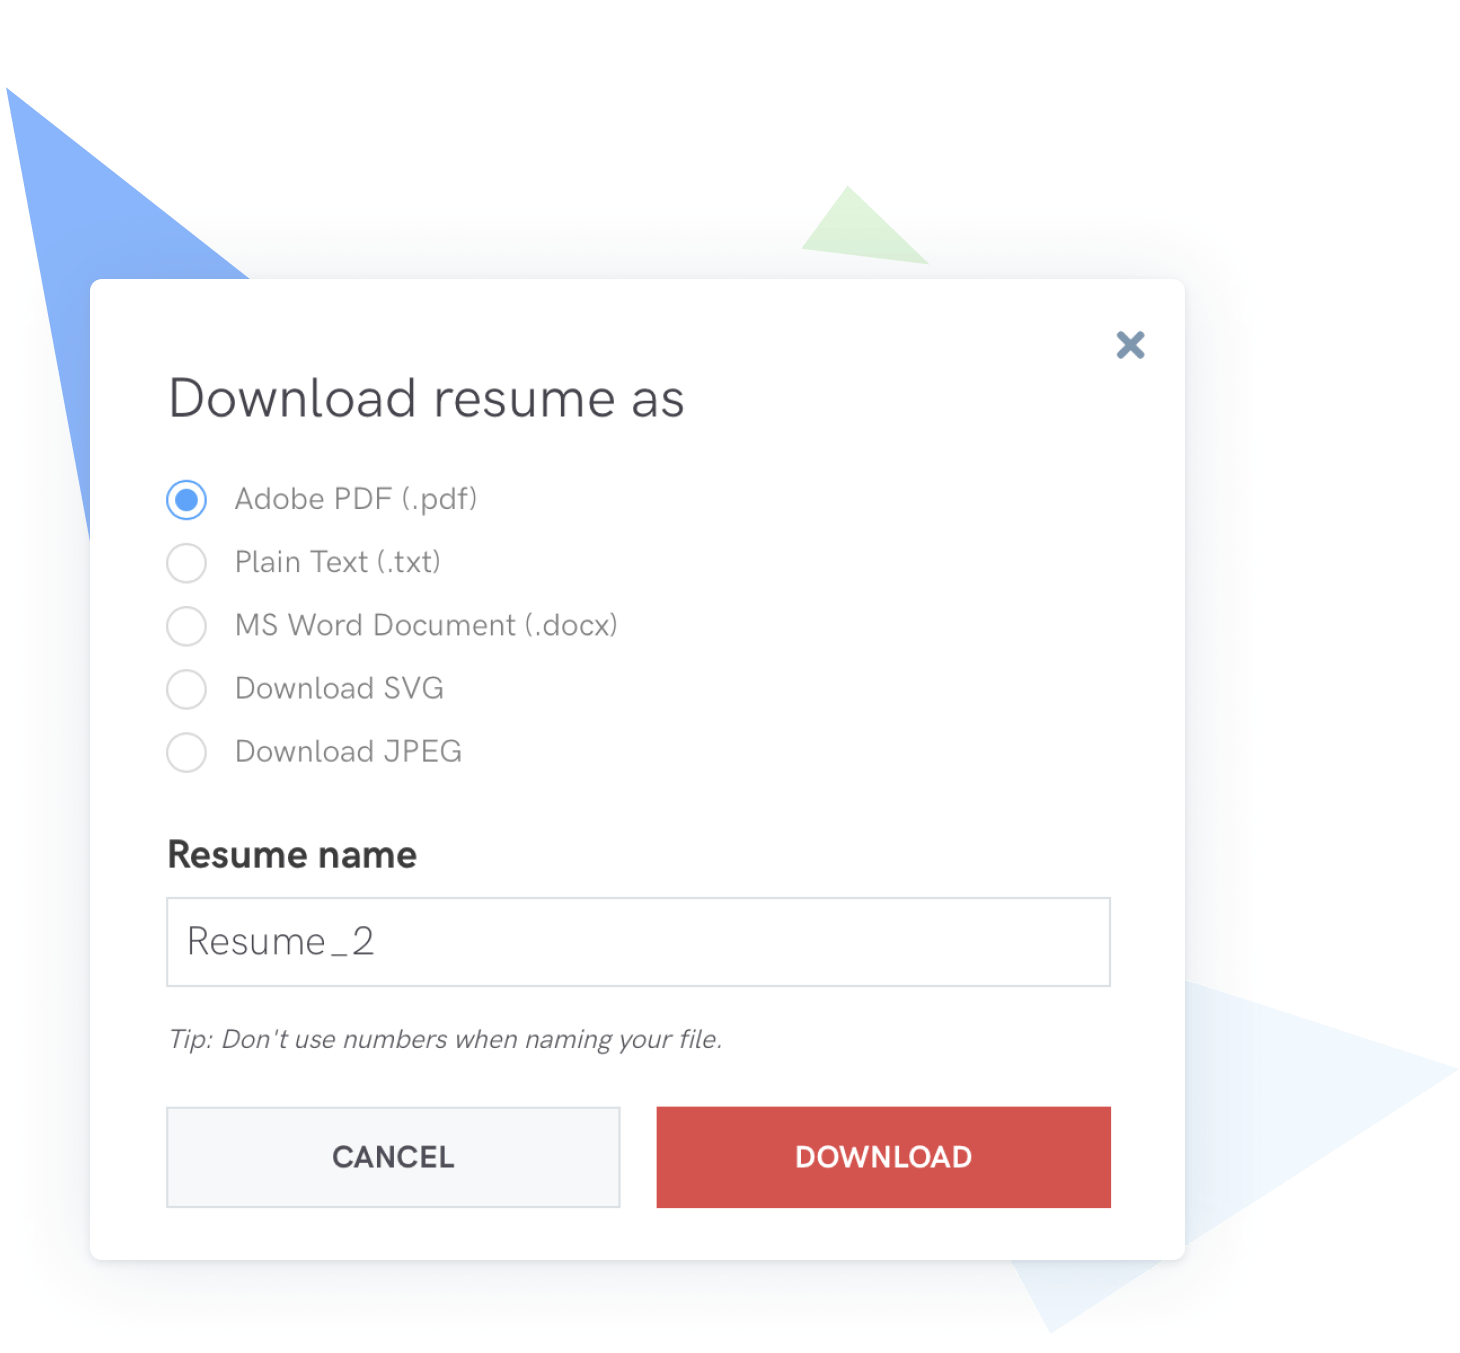 Download resume as
Adobe PDF (.pdf)
Plain Text (.txt)
MS Word Document (.docx)
Download SVG
Download JPEG
Resume name
Resume_2
Tip: Don't use numbers when naming your file.
CANCEL
DOWNLOAD